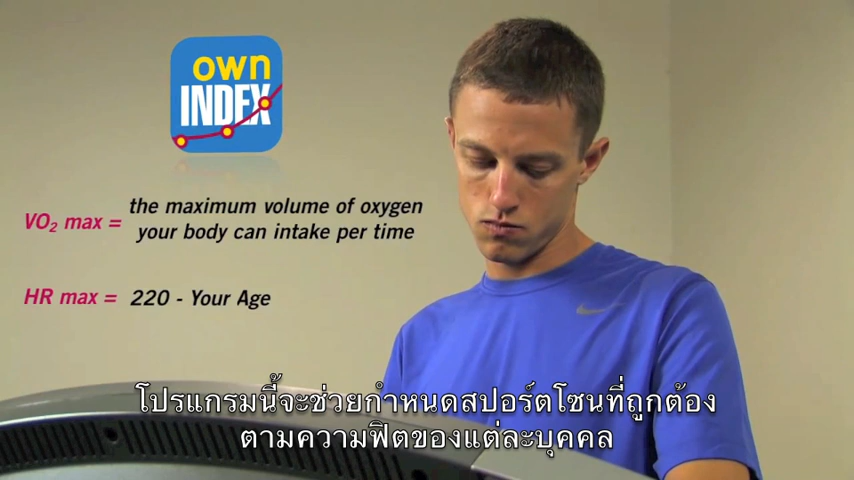 own
INDEX
VO₂ max = the maximum volume of oxygen
your body can intake per time
HR max = 220 - Your Age
โปรแกรมนี้จะช่วยกำหนดสปอร์ตโซนที่ถูกต้อง
ตามความฟิตของแต่ละบุคคล